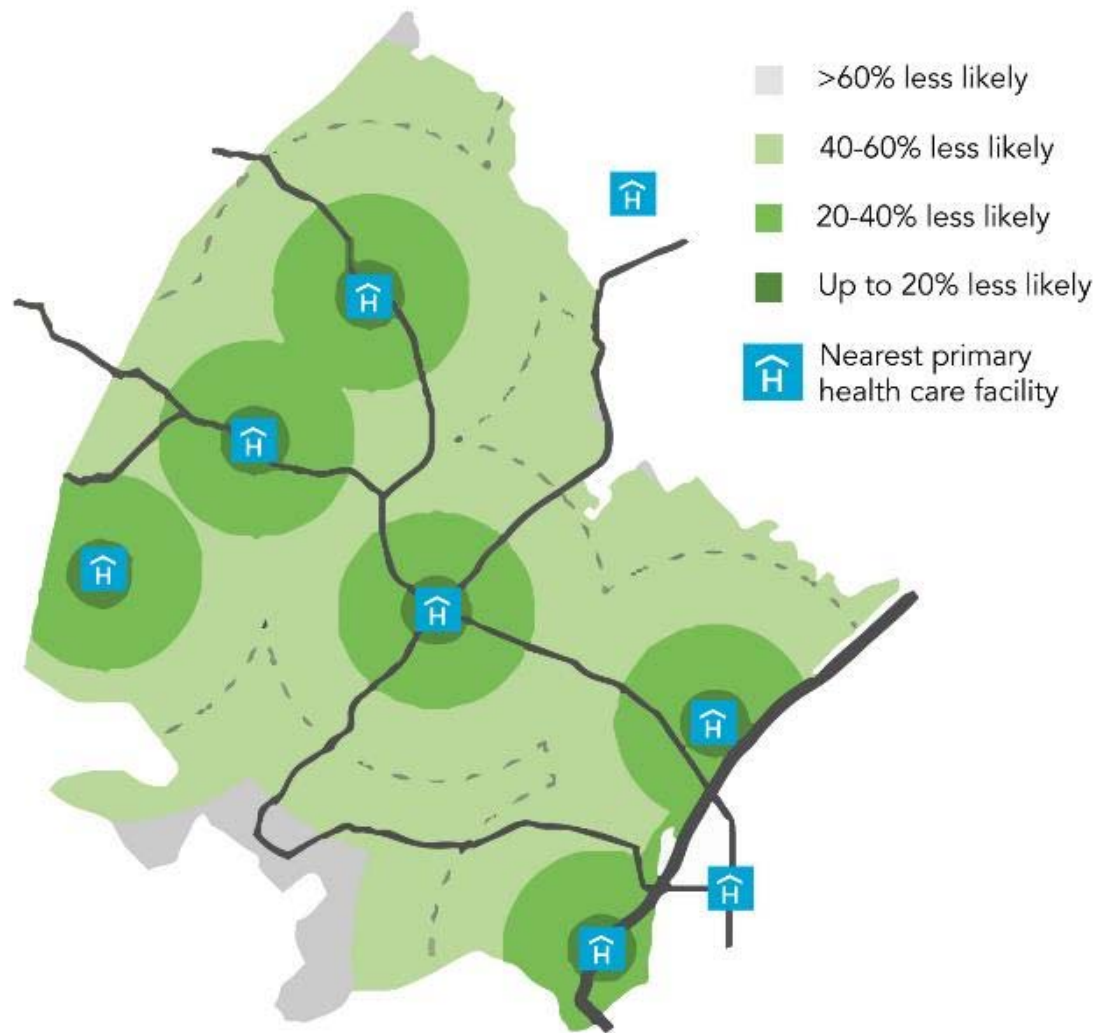 >60% less likely
40-60% less likely
20-40% less likely
Up to 20% less likely
H
Nearest primary
health care facility
H
H
H
H
H
H
H
H